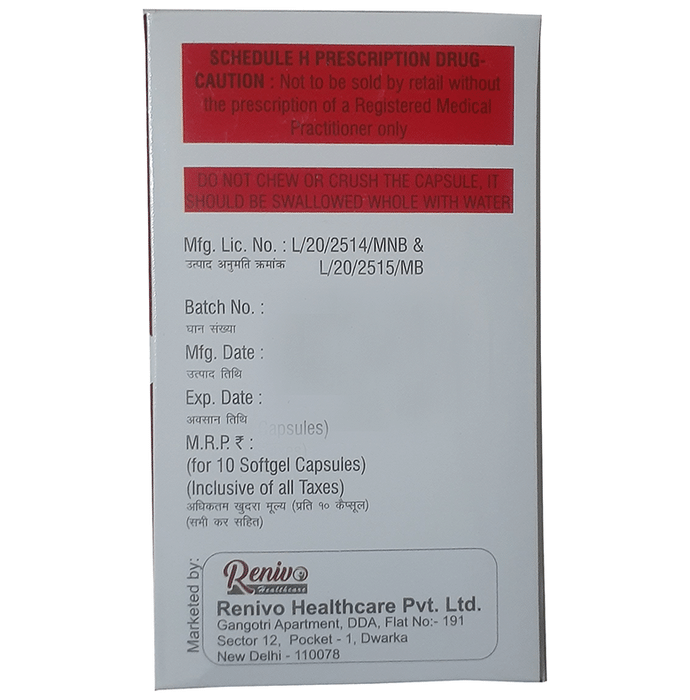 SCHEDULE H PRESCRIPTION DRUG-
CAUTION : Not to be sold by retail without
the prescription of a Registered Medical
Practitioner only
DO NOT CHEW OR CRUSH THE CAPSULE, IT
SHOULD BE SWALLOWED WHOLE WITH WATER
Mfg. Lic. No. : L/20/2514/MNB &
उत्पाद अनुमति क्रमांक L/20/2515/MB
Batch No. :
घान संख्या
Mfg. Date :
उत्पाद तिथि
Exp. Date :
अवसान तिथि
apsules)
M.R.P. ₹ :
(for 10 Softgel Capsules)
(Inclusive of all Taxes)
अधिकतम खुदरा मूल्य (प्रति १० कैप्सूल)
(सभी कर सहित)
Marketed by:
Renivo
Healthcare
Renivo Healthcare Pvt. Ltd.
Gangotri Apartment, DDA, Flat No:- 191
Sector 12, Pocket - 1, Dwarka
New Delhi - 110078